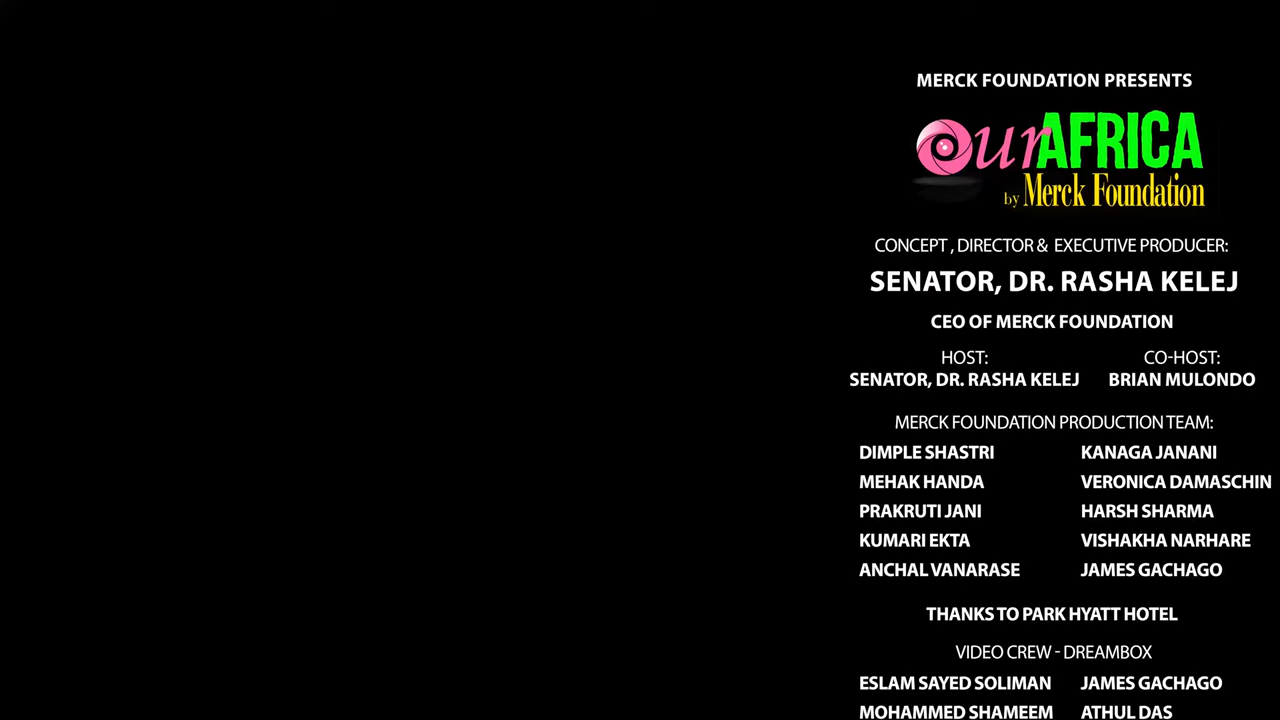 MERCK FOUNDATION PRESENTS
OurAFRICA
by Merck Foundation
CONCEPT , DIRECTOR & EXECUTIVE PRODUCER:
SENATOR, DR. RASHA KELEJ
CEO OF MERCK FOUNDATION
HOST: CO-HOST:
SENATOR, DR. RASHA KELEJ BRIAN MULONDO
MERCK FOUNDATION PRODUCTION TEAM:
DIMPLE SHASTRI KANAGA JANANI
MEHAK HANDA VERONICA DAMASCHIN
PRAKRUTI JANI HARSH SHARMA
KUMARI EKTA VISHAKHA NARHARE
ANCHAL VANARASE JAMES GACHAGO
THANKS TO PARK HYATT HOTEL
VIDEO CREW - DREAMBOX
ESLAM SAYED SOLIMAN JAMES GACHAGO
MOHAMMED SHAMEEM ATHUL DAS